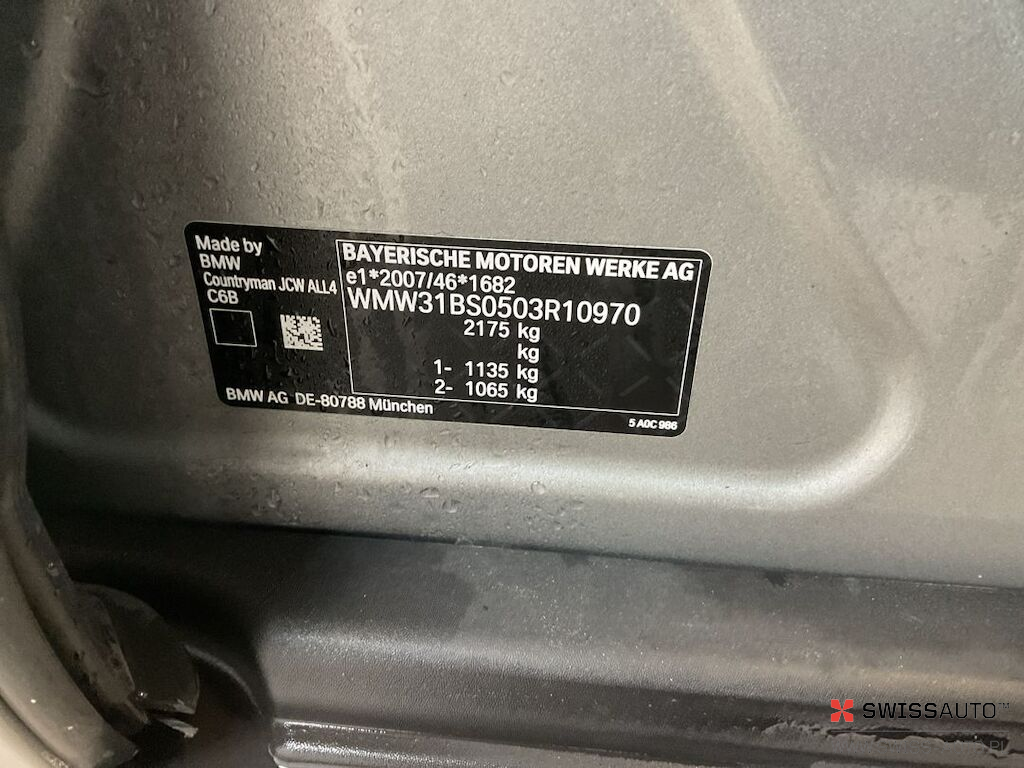 Made by
BMW
Countryman JCW ALL4
C6B
BAYERISCHE MOTOREN WERKE AG
e1*2007/46*1682
WMW31BS0503R10970
2175 kg
kg
1- 1135 kg
2- 1065 kg
BMW AG DE-80788 München
5 A0C 986
SWISSAUTO™